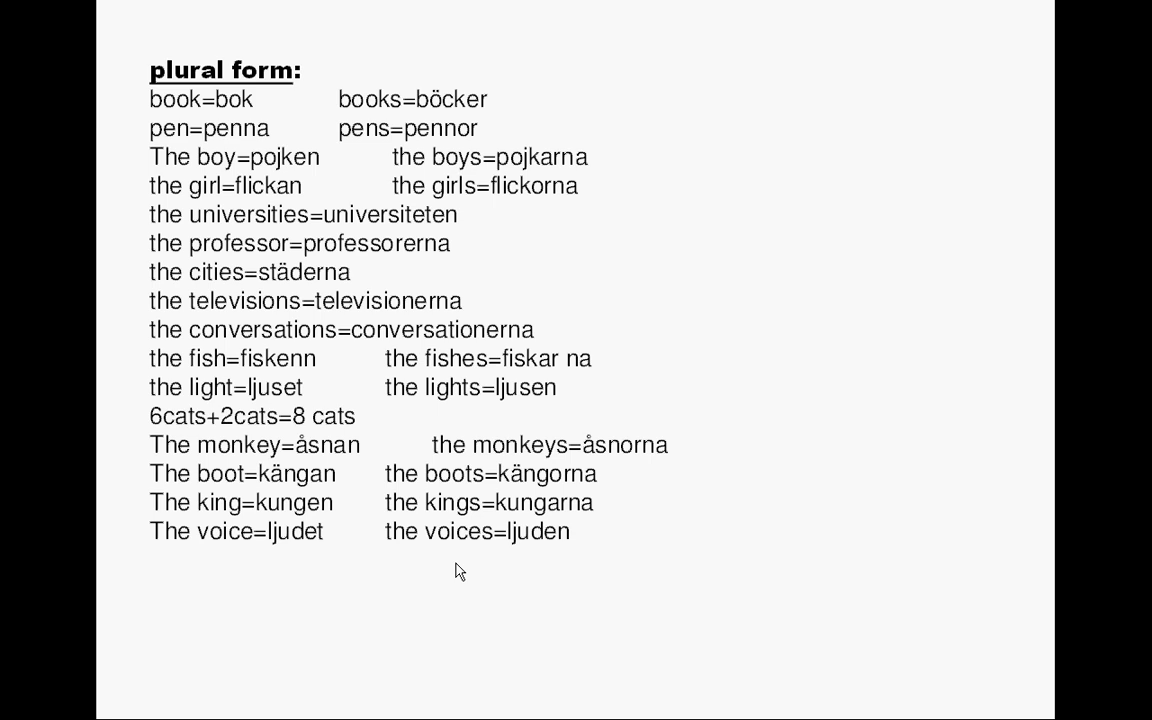 plural form:
book=bok books=böcker
pen=penna pens=pennor
The boy=pojken the boys=pojkarna
the girl=flickan the girls=flickorna
the universities=universiteten
the professor=professorerna
the cities=städerna
the televisions=televisionerna
the conversations=conversationerna
the fish=fiskenn the fishes=fiskar na
the light=ljuset the lights=ljusen
6cats+2cats=8 cats
The monkey=åsnan the monkeys=åsnorna
The boot=kängan the boots=kängorna
The king=kungen the kings=kungarna
The voice=ljudet the voices=ljuden